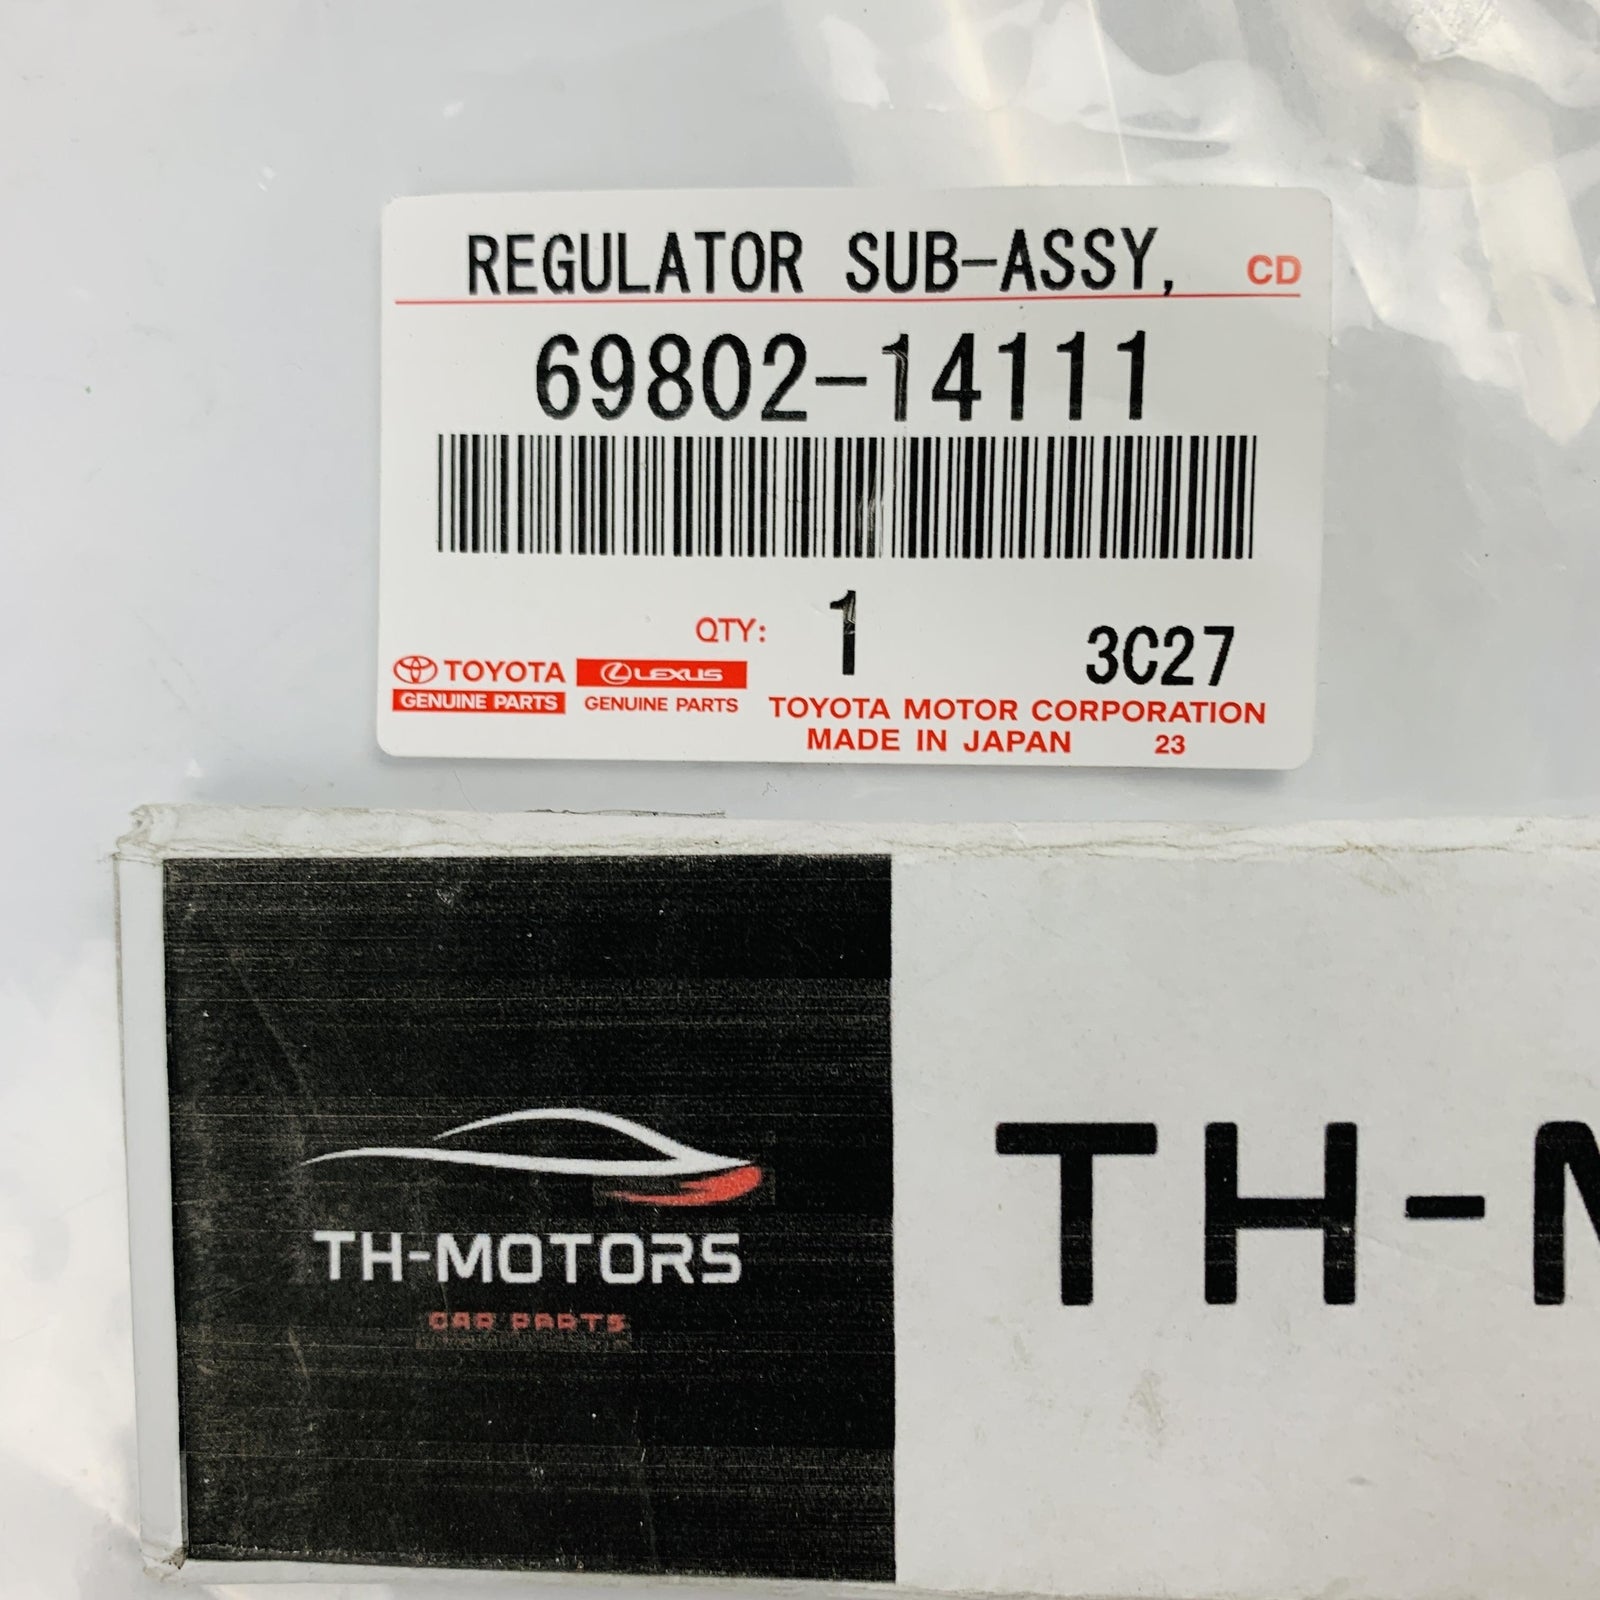 REGULATOR SUB-ASSY, CD
69802-14111
QTY: 1 3C27
TOYOTA LEXUS
GENUINE PARTS GENUINE PARTS
TOYOTA MOTOR CORPORATION
MADE IN JAPAN 23
TH-MOTORS
CAR PARTS
TH-M